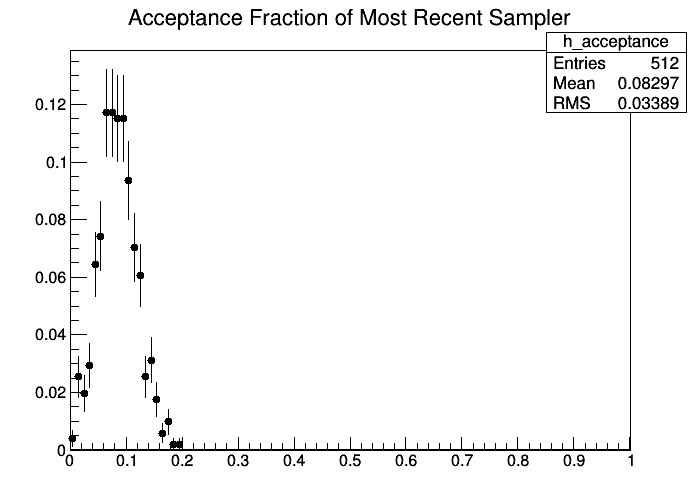 Acceptance Fraction of Most Recent Sampler
h_acceptance
Entries 512
Mean 0.08297
RMS 0.03389
0.12
0.1
0.08
0.06
0.04
0.02
0
0 0.1 0.2 0.3 0.4 0.5 0.6 0.7 0.8 0.9 1